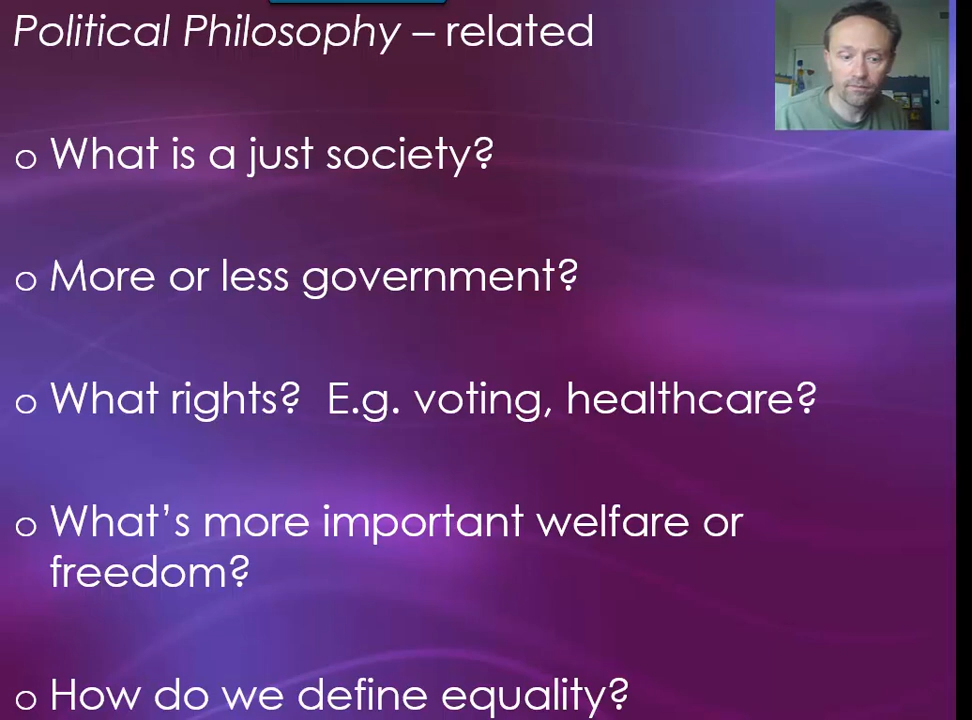 Political Philosophy – related
o What is a just society?
o More or less government?
o What rights?  E.g. voting, healthcare?
o What’s more important welfare or
freedom?
o How do we define equality?